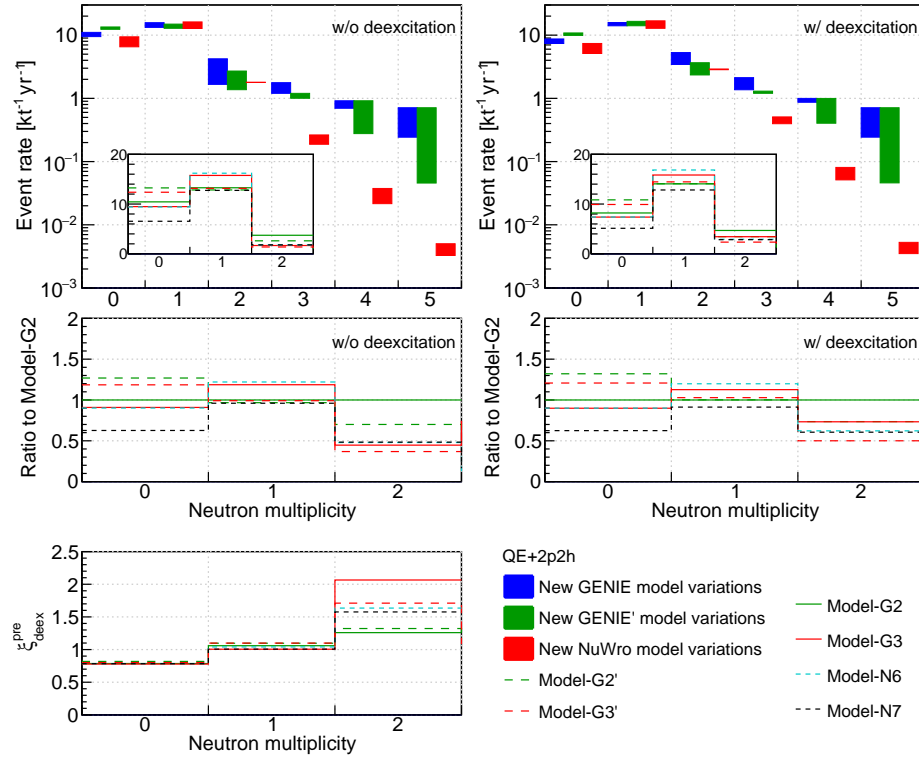 w/o deexcitation
Event rate [kt⁻¹ yr⁻¹]
10
1
10⁻¹
10⁻²
10⁻³
20
10
0
0 1 2
0 1 2 3 4 5
w/ deexcitation
Event rate [kt⁻¹ yr⁻¹]
10
1
10⁻¹
10⁻²
10⁻³
20
10
0
0 1 2
0 1 2 3 4 5
w/o deexcitation
Ratio to Model-G2
2
1.5
1
0.5
0
0 1 2
Neutron multiplicity
w/ deexcitation
Ratio to Model-G2
2
1.5
1
0.5
0
0 1 2
Neutron multiplicity
ξ^pre_deex
2.5
2
1.5
1
0.5
0
0 1 2
Neutron multiplicity
QE+2p2h
New GENIE model variations
New GENIE' model variations
New NuWro model variations
Model-G2'
Model-G3'
Model-G2
Model-G3
Model-N6
Model-N7